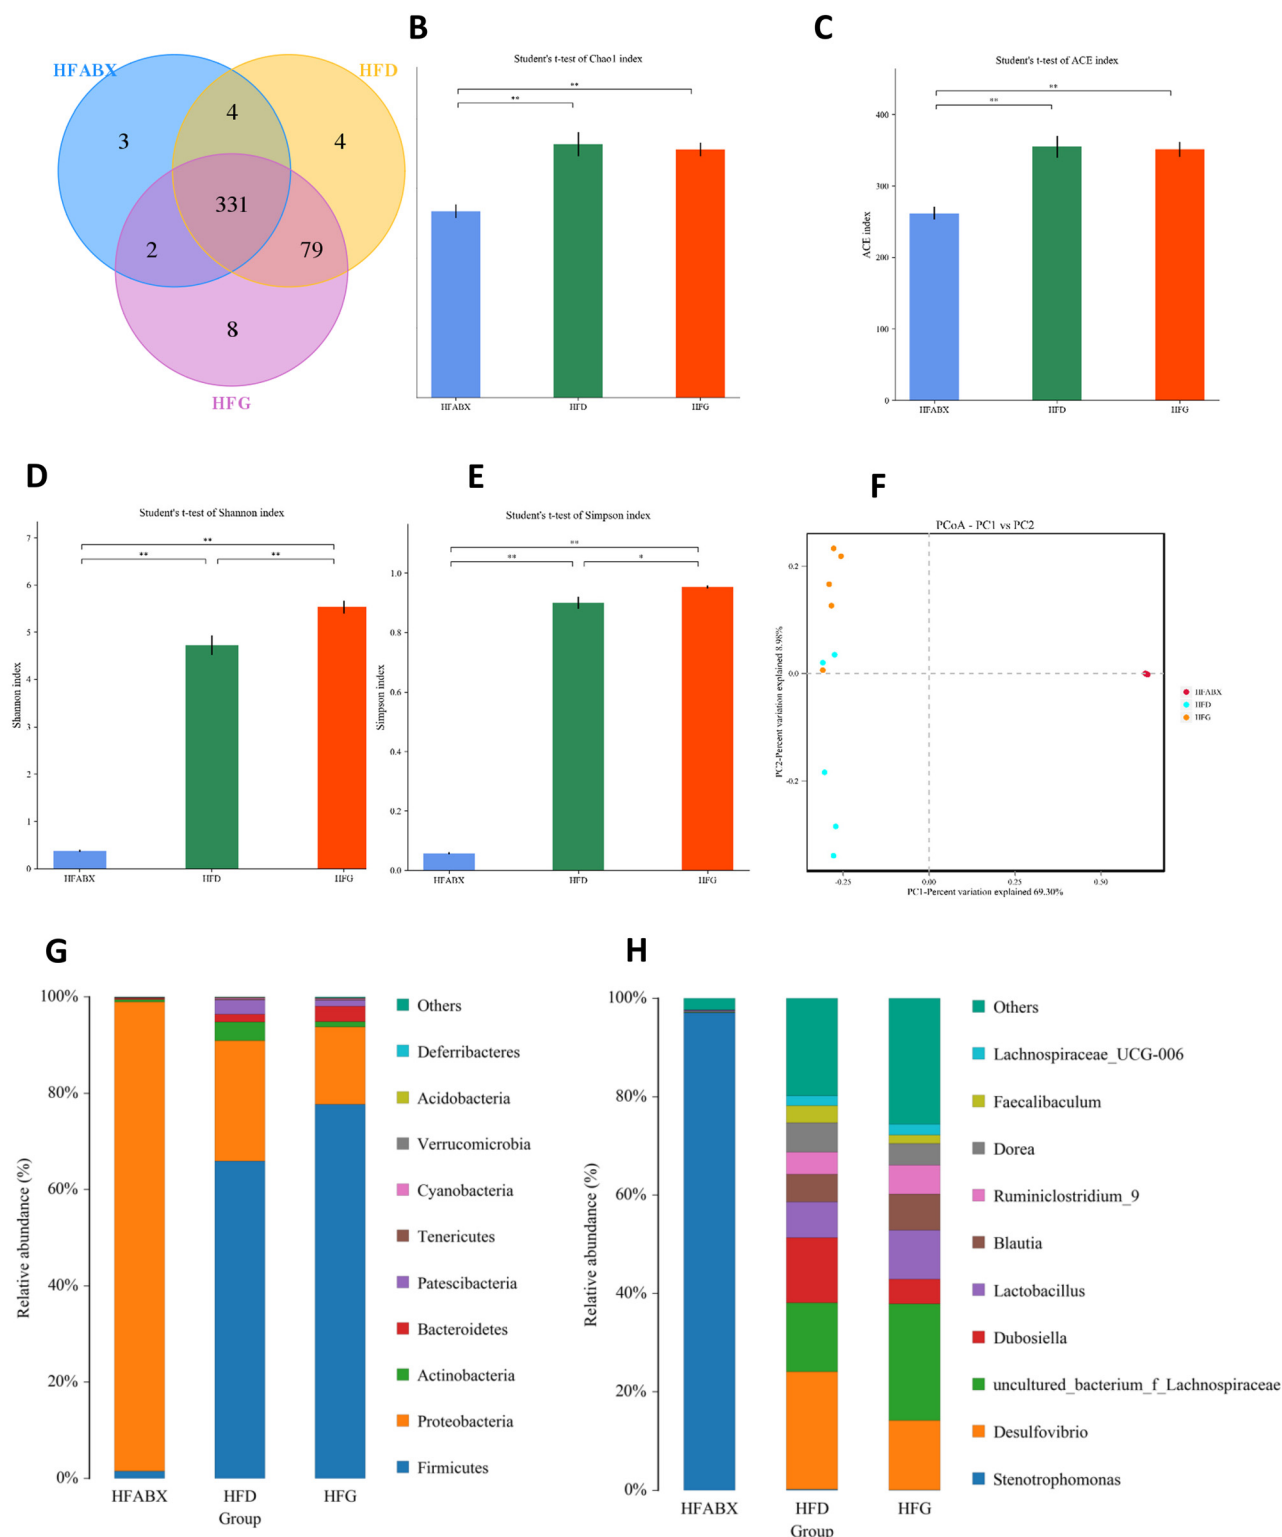 B
C
HFABX
HFD
3
4
4
331
2
79
8
HFG
Student's t-test of Chao1 index
**
**
HFABX
HFD
HFG
Student's t-test of ACE index
**
**
ACE index
400
300
200
100
0
HFABX
HFD
HFG
D
E
F
Student's t-test of Shannon index
**
**
**
Shannon index
7
6
5
4
3
2
1
0
HFABX
HFD
HFG
Student's t-test of Simpson index
**
**
*
Simpson index
1.0
0.8
0.6
0.4
0.2
0.0
HFABX
HFD
HFG
PCoA - PC1 vs PC2
PC2-Percent variation explained 8.98%
0.2
0.0
-0.2
-0.25
0.00
0.25
0.50
PC1-Percent variation explained 69.30%
HFABX
HFD
HFG
G
H
Relative abundance (%)
100%
80%
60%
40%
20%
0%
HFABX
HFD
HFG
Group
Others
Deferribacteres
Acidobacteria
Verrucomicrobia
Cyanobacteria
Tenericutes
Patescibacteria
Bacteroidetes
Actinobacteria
Proteobacteria
Firmicutes
Relative abundance (%)
100%
80%
60%
40%
20%
0%
HFABX
HFD
HFG
Group
Others
Lachnospiraceae_UCG-006
Faecalibaculum
Dorea
Ruminiclostridium_9
Blautia
Lactobacillus
Dubosiella
uncultured_bacterium_f_Lachnospiraceae
Desulfovibrio
Stenotrophomonas